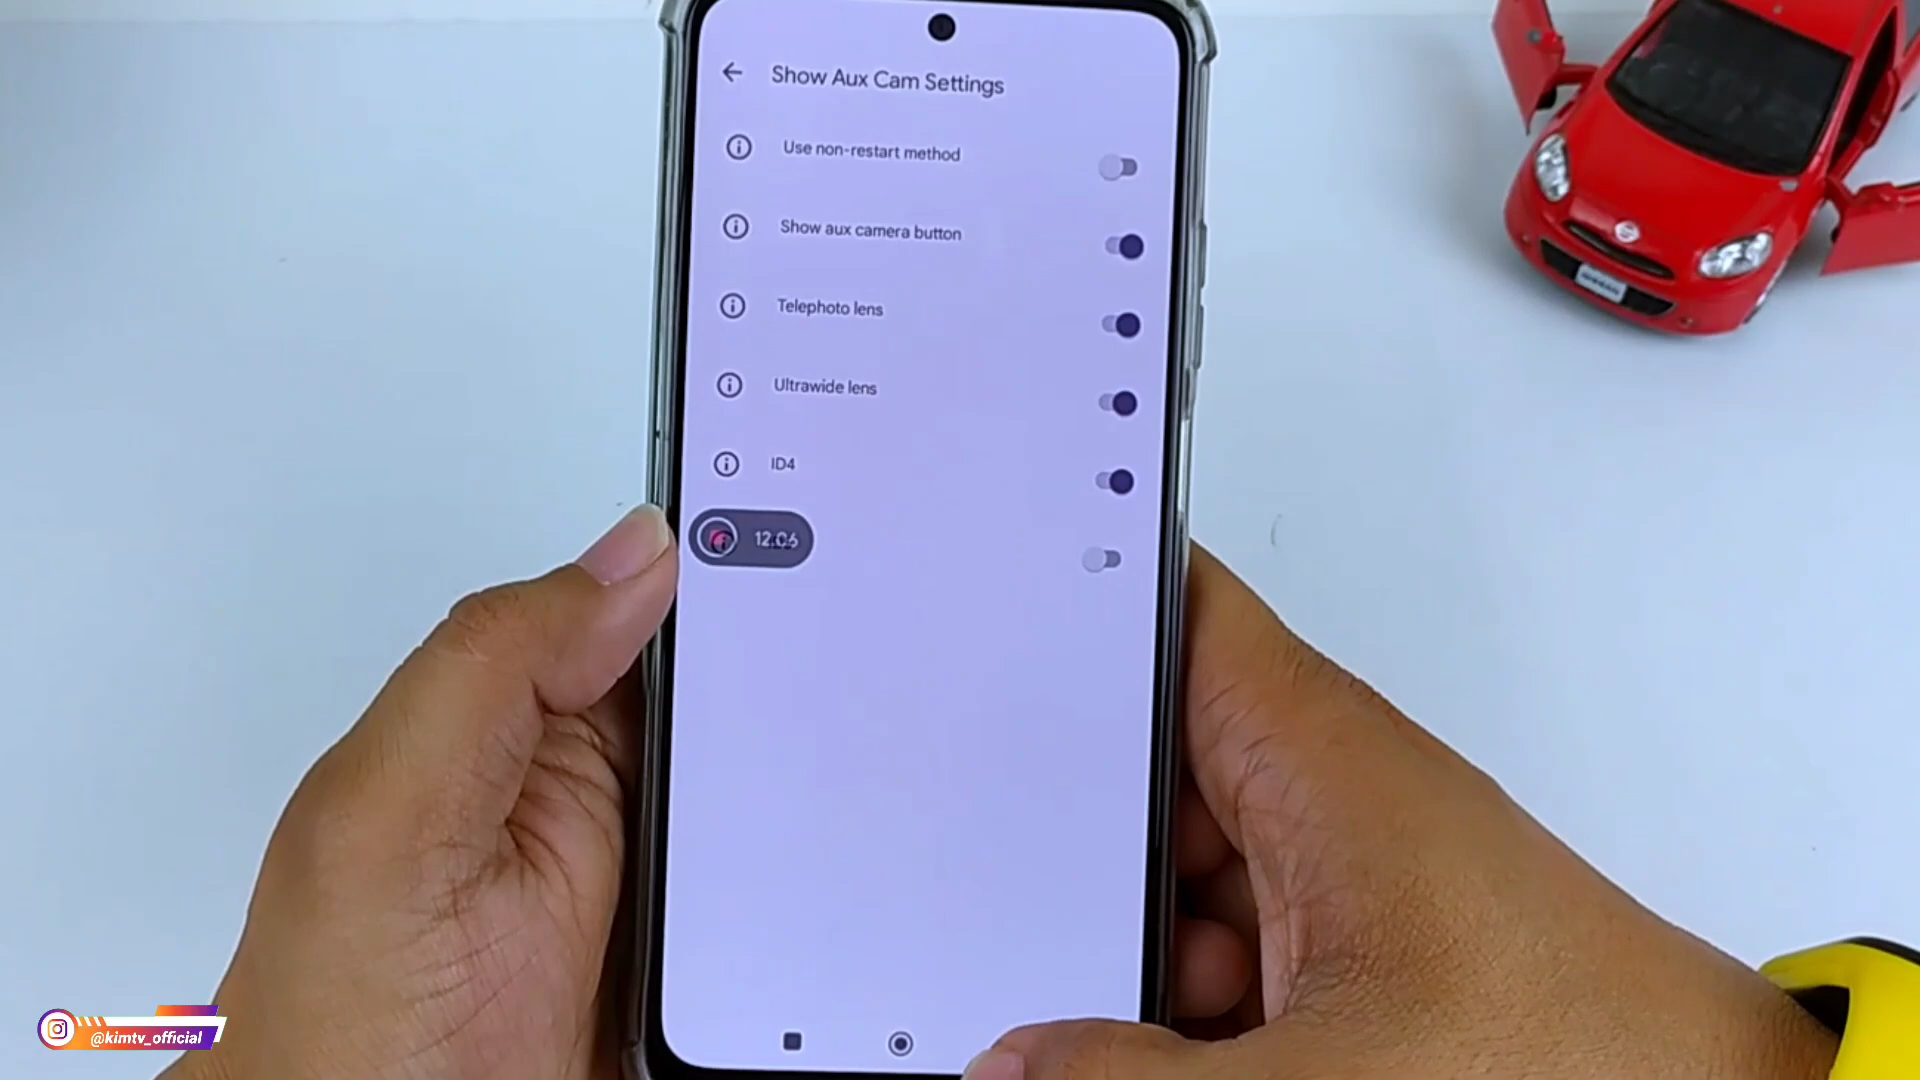 Show Aux Cam Settings
Use non-restart method
Show aux camera button
Telephoto lens
Ultrawide lens
ID4
12:06
@kimtv_official